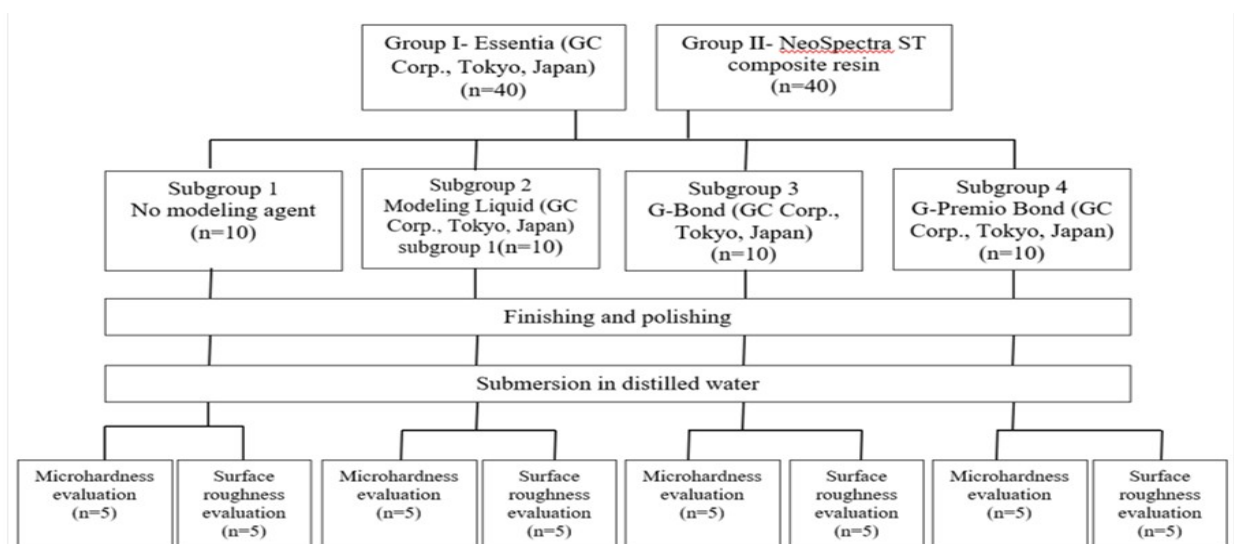 Group I- Essentia (GC
Corp., Tokyo, Japan)
(n=40)
Group II- NeoSpectra ST
composite resin
(n=40)
Subgroup 1
No modeling agent
(n=10)
Subgroup 2
Modeling Liquid (GC
Corp., Tokyo, Japan)
subgroup 1(n=10)
Subgroup 3
G-Bond (GC Corp.,
Tokyo, Japan)
(n=10)
Subgroup 4
G-Premio Bond (GC
Corp., Tokyo, Japan)
(n=10)
Finishing and polishing
Submersion in distilled water
Microhardness
evaluation
(n=5)
Surface
roughness
evaluation
(n=5)
Microhardness
evaluation
(n=5)
Surface
roughness
evaluation
(n=5)
Microhardness
evaluation
(n=5)
Surface
roughness
evaluation
(n=5)
Microhardness
evaluation
(n=5)
Surface
roughness
evaluation
(n=5)